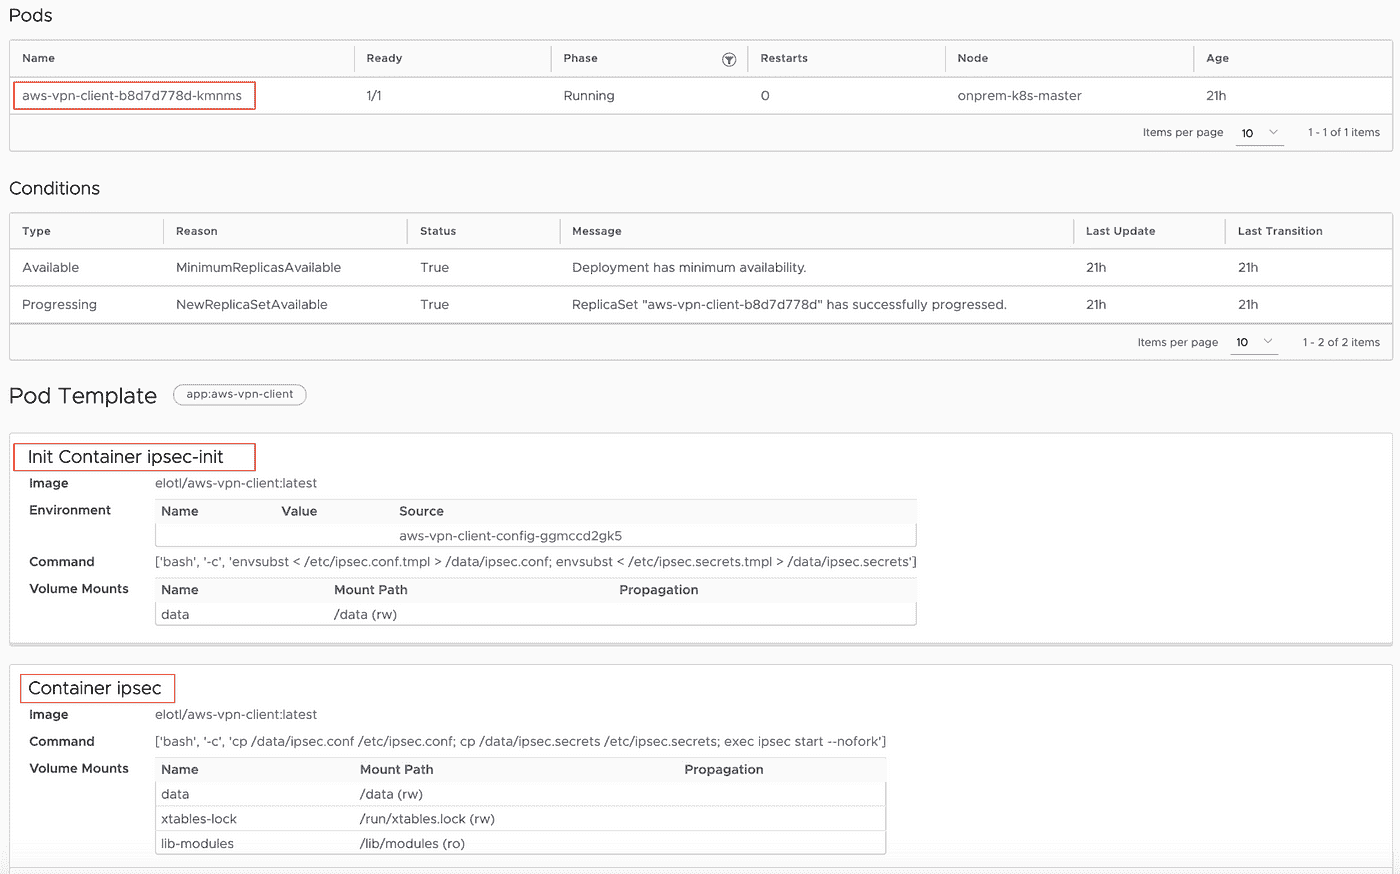 Pods
Name Ready Phase Restarts Node Age
aws-vpn-client-b8d7d778d-kmnms 1/1 Running 0 onprem-k8s-master 21h
Items per page 10 1 - 1 of 1 items
Conditions
Type Reason Status Message Last Update Last Transition
Available MinimumReplicasAvailable True Deployment has minimum availability. 21h 21h
Progressing NewReplicaSetAvailable True ReplicaSet "aws-vpn-client-b8d7d778d" has successfully progressed. 21h 21h
Items per page 10 1 - 2 of 2 items
Pod Template app:aws-vpn-client
Init Container ipsec-init
Image elotl/aws-vpn-client:latest
Environment Name Value Source
aws-vpn-client-config-ggmccd2gk5
Command ['bash', '-c', 'envsubst < /etc/ipsec.conf.tmpl > /data/ipsec.conf; envsubst < /etc/ipsec.secrets.tmpl > /data/ipsec.secrets']
Volume Mounts Name Mount Path Propagation
data /data (rw)
Container ipsec
Image elotl/aws-vpn-client:latest
Command ['bash', '-c', 'cp /data/ipsec.conf /etc/ipsec.conf; cp /data/ipsec.secrets /etc/ipsec.secrets; exec ipsec start --nofork']
Volume Mounts Name Mount Path Propagation
data /data (rw)
xtables-lock /run/xtables.lock (rw)
lib-modules /lib/modules (ro)